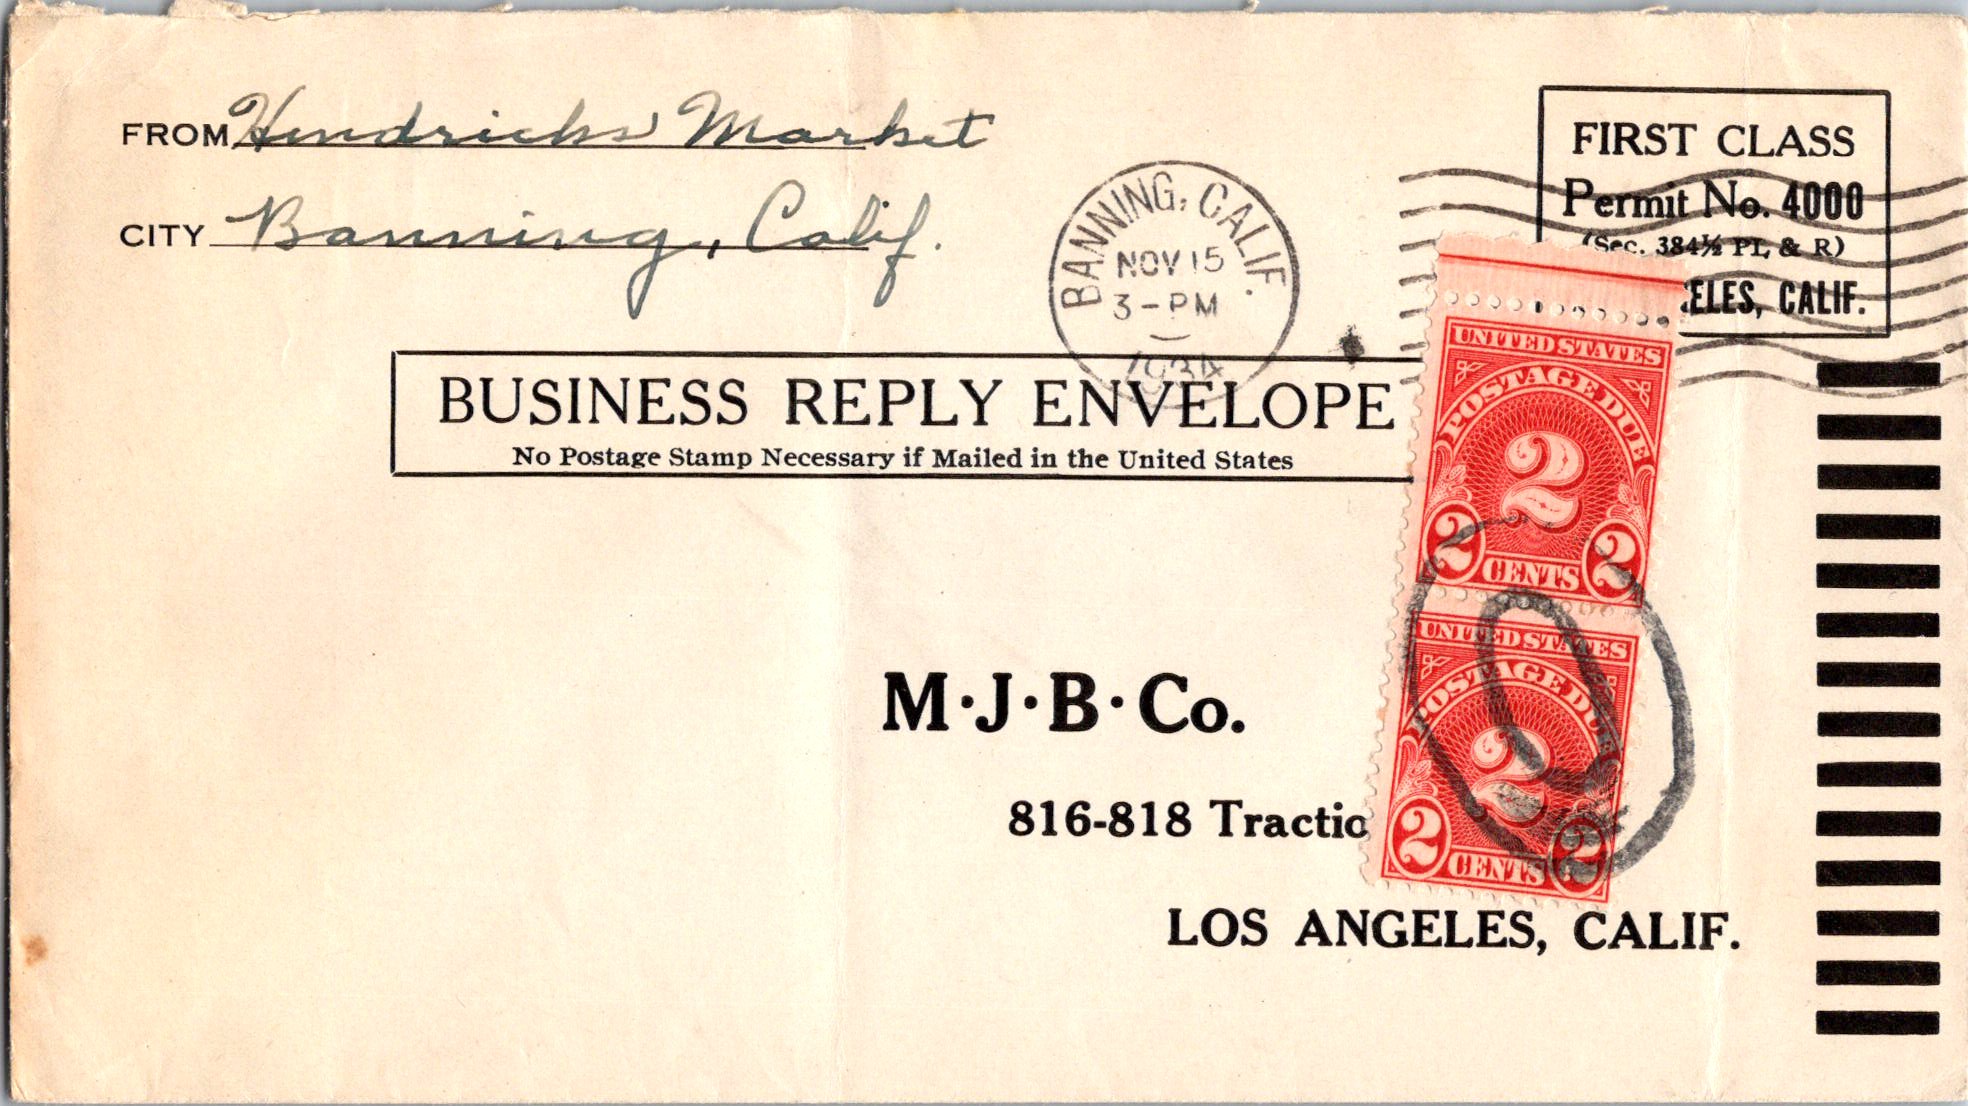 FROM Hendricks Market
CITY Banning, Calif.
BANNING, CALIF.
NOV 15
3-PM
1934
FIRST CLASS
Permit No. 4000
(Sec. 384½ PL & R)
ELES, CALIF.
BUSINESS REPLY ENVELOPE
No Postage Stamp Necessary if Mailed in the United States
UNITED STATES
POSTAGE DUE
2
2 CENTS 2
UNITED STATES
POSTAGE DUE
2
2 CENTS 2
M·J·B·Co.
816-818 Tractio
LOS ANGELES, CALIF.